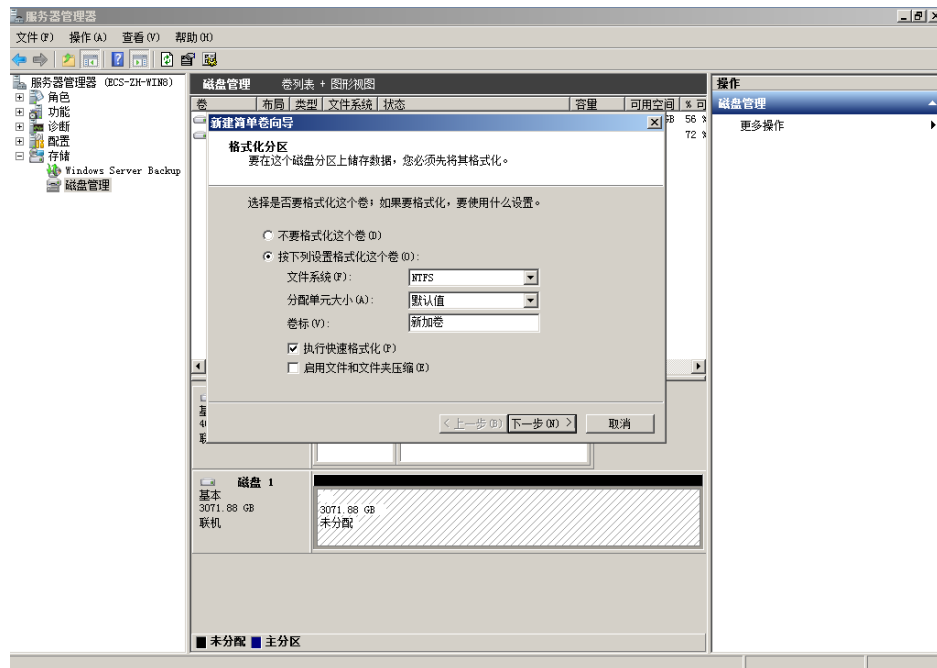 服务器管理器
文件(F) 操作(A) 查看(V) 帮助(H)
服务器管理器 (ECS-ZH-WIN8)
角色
功能
诊断
配置
存储
Windows Server Backup
磁盘管理
磁盘管理 卷列表 + 图形视图
卷 布局 类型 文件系统 状态 容量 可用空间 % 可
GB 56 %
72 %
新建简单卷向导
格式化分区
要在这个磁盘分区上储存数据，您必须先将其格式化。
选择是否要格式化这个卷；如果要格式化，要使用什么设置。
不要格式化这个卷(D)
按下列设置格式化这个卷(O):
文件系统(F): NTFS
分配单元大小(A): 默认值
卷标(V): 新加卷
执行快速格式化(P)
启用文件和文件夹压缩(E)
<上一步(B) 下一步(N) > 取消
磁盘 1
基本
3071.88 GB
联机
3071.88 GB
未分配
未分配 主分区
操作
磁盘管理
更多操作